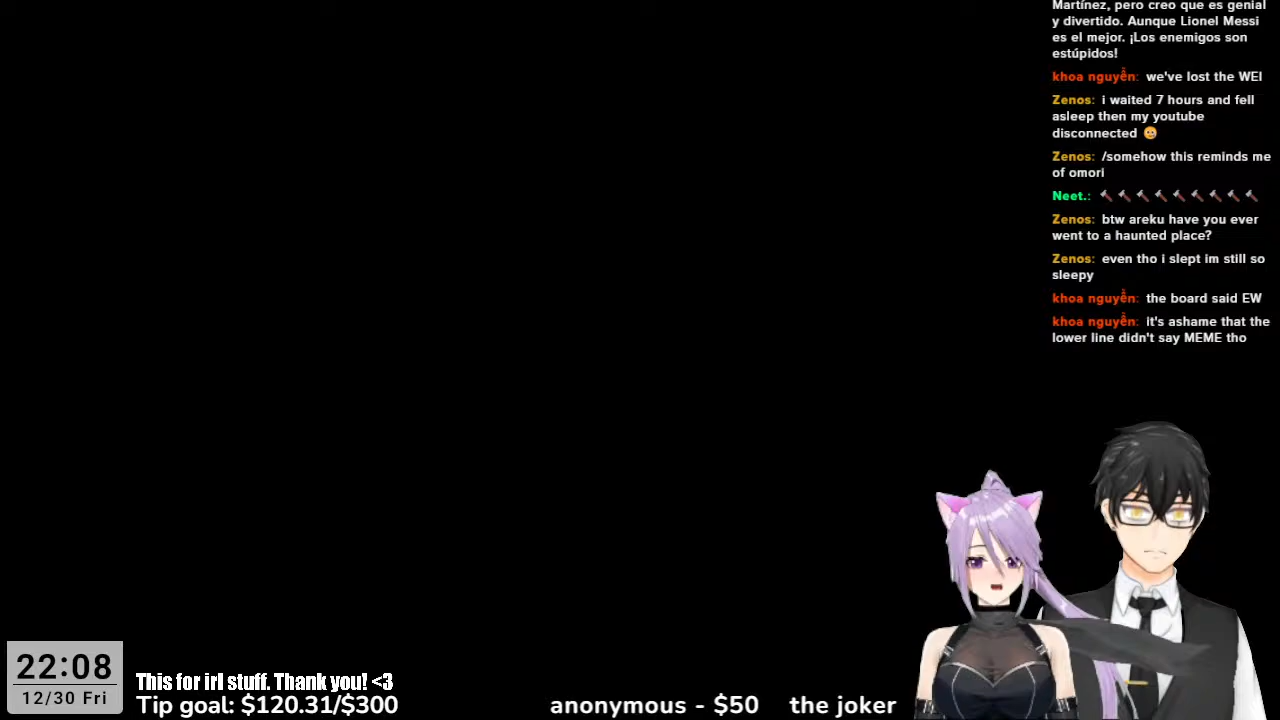 Martínez, pero creo que es genial
y divertido. Aunque Lionel Messi
es el mejor. ¡Los enemigos son
estúpidos!
khoa nguyễn: we've lost the WEI
Zenos: i waited 7 hours and fell
asleep then my youtube
disconnected 🥲
Zenos: /somehow this reminds me
of omori
Neet.: 🔨🔨🔨🔨🔨🔨🔨🔨🔨
Zenos: btw areku have you ever
went to a haunted place?
Zenos: even tho i slept im still so
sleepy
khoa nguyễn: the board said EW
khoa nguyễn: it's ashame that the
lower line didn't say MEME tho
22:08
12/30 Fri
This for irl stuff. Thank you! <3
Tip goal: $120.31/$300
anonymous - $50 the joker